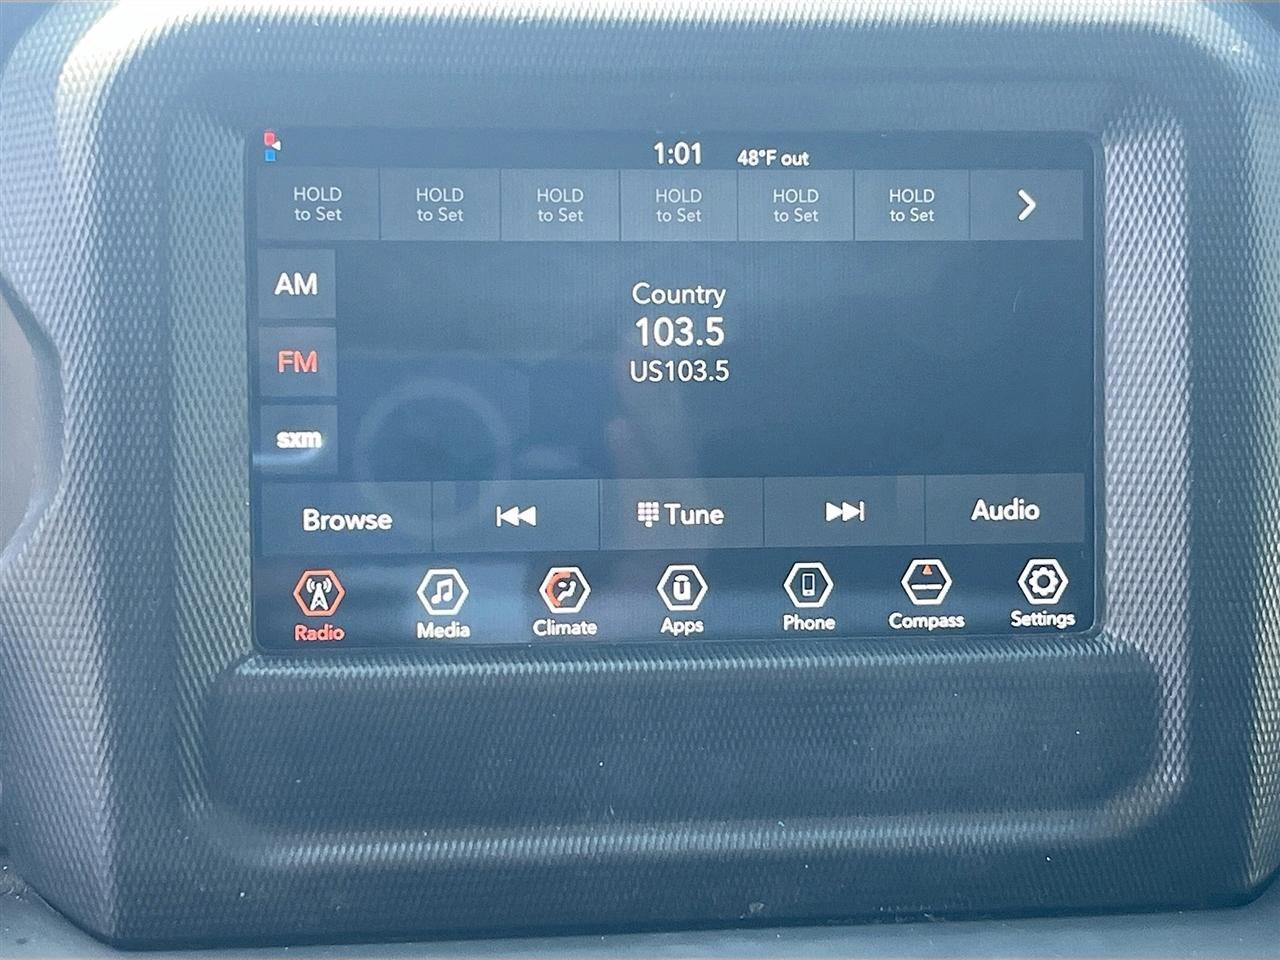 1:01 48°F out
HOLD to Set
HOLD to Set
HOLD to Set
HOLD to Set
HOLD to Set
HOLD to Set
AM
Country
103.5
US103.5
FM
sxm
Browse
Tune
Audio
Radio
Media
Climate
Apps
Phone
Compass
Settings